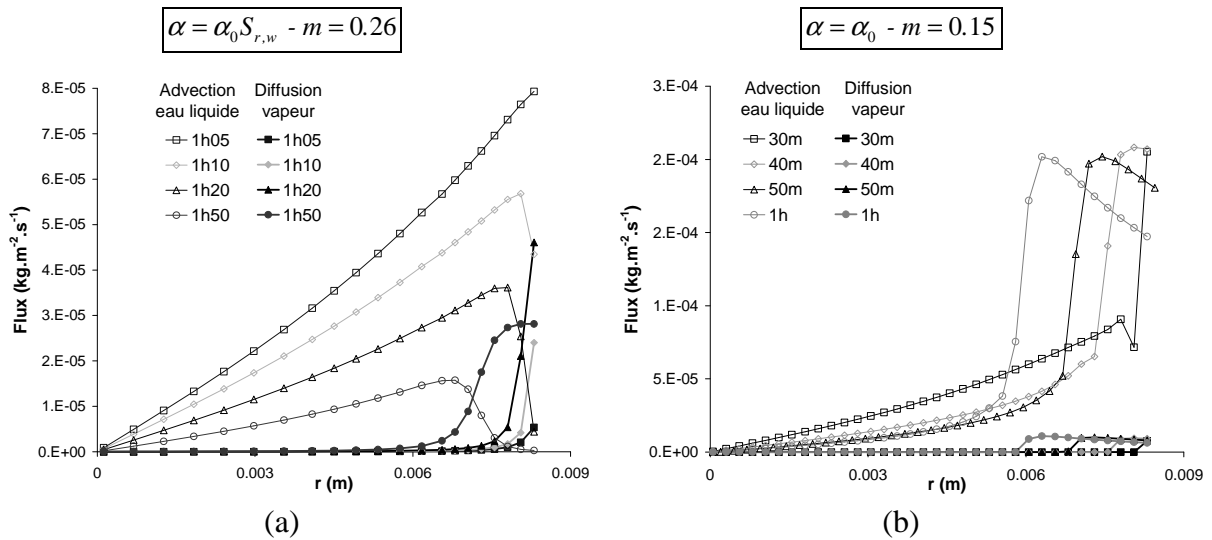 α = α₀S_{r,w} - m = 0.26
8.E-05
7.E-05
6.E-05
5.E-05
4.E-05
3.E-05
2.E-05
1.E-05
0.E+00
Flux (kg.m⁻².s⁻¹)
Advection Diffusion
eau liquide vapeur
1h05 1h05
1h10 1h10
1h20 1h20
1h50 1h50
0 0.003 0.006 0.009
r (m)
(a)
α = α₀ - m = 0.15
3.E-04
2.E-04
2.E-04
1.E-04
5.E-05
0.E+00
Flux (kg.m⁻².s⁻¹)
Advection Diffusion
eau liquide vapeur
30m 30m
40m 40m
50m 50m
1h 1h
0 0.003 0.006 0.009
r (m)
(b)